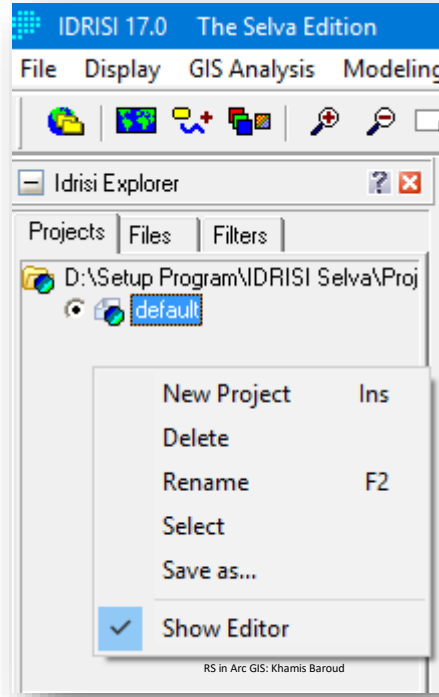 IDRISI 17.0 The Selva Edition
File Display GIS Analysis Modeling
Idrisi Explorer
Projects Files Filters
D:\Setup Program\IDRISI Selva\Proj
default
New Project Ins
Delete
Rename F2
Select
Save as...
Show Editor
RS in Arc GIS: Khamis Baroud